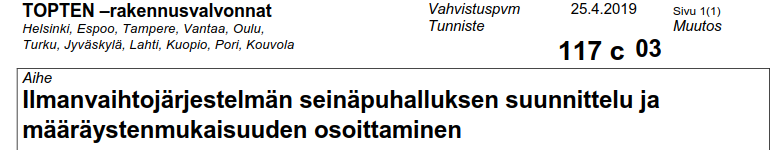 TOPTEN –rakennusvalvonnat
Helsinki, Espoo, Tampere, Vantaa, Oulu,
Turku, Jyväskylä, Lahti, Kuopio, Pori, Kouvola
Vahvistuspvm 25.4.2019 Sivu 1(1)
Tunniste Muutos
117 c 03
Aihe
Ilmanvaihtojärjestelmän seinäpuhalluksen suunnittelu ja
määräystenmukaisuuden osoittaminen